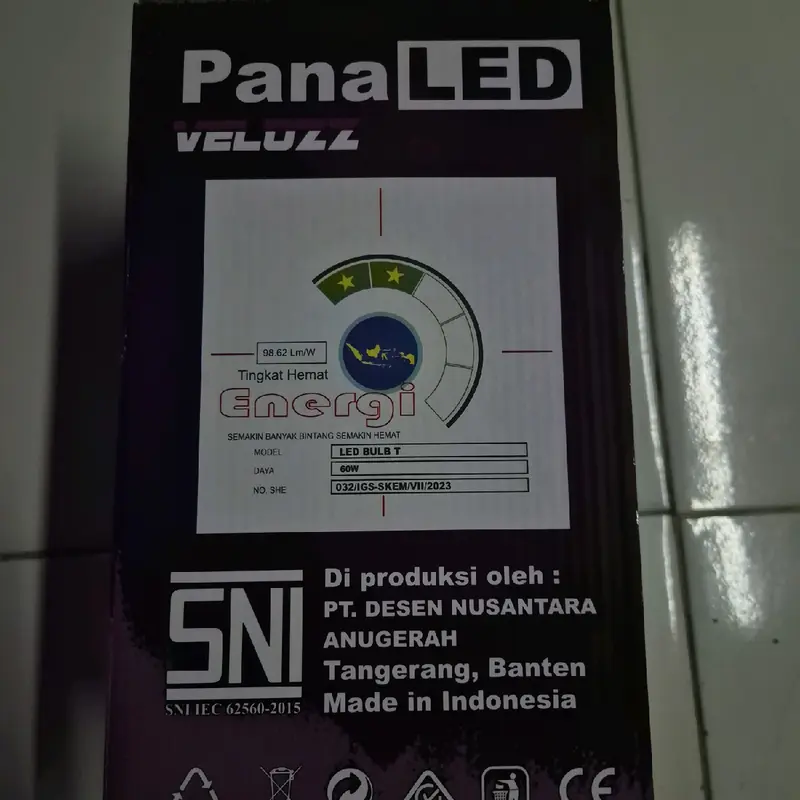 PanaLED
VELOZZ
98.62 Lm/W
Tingkat Hemat
Energi
SEMAKIN BANYAK BINTANG SEMAKIN HEMAT
MODEL LED BULB T
DAYA 60W
NO. SHE 032/IGS-SKEM/VII/2023
SNI
SNI IEC 62560-2015
Di produksi oleh :
PT. DESEN NUSANTARA
ANUGERAH
Tangerang, Banten
Made in Indonesia
CE